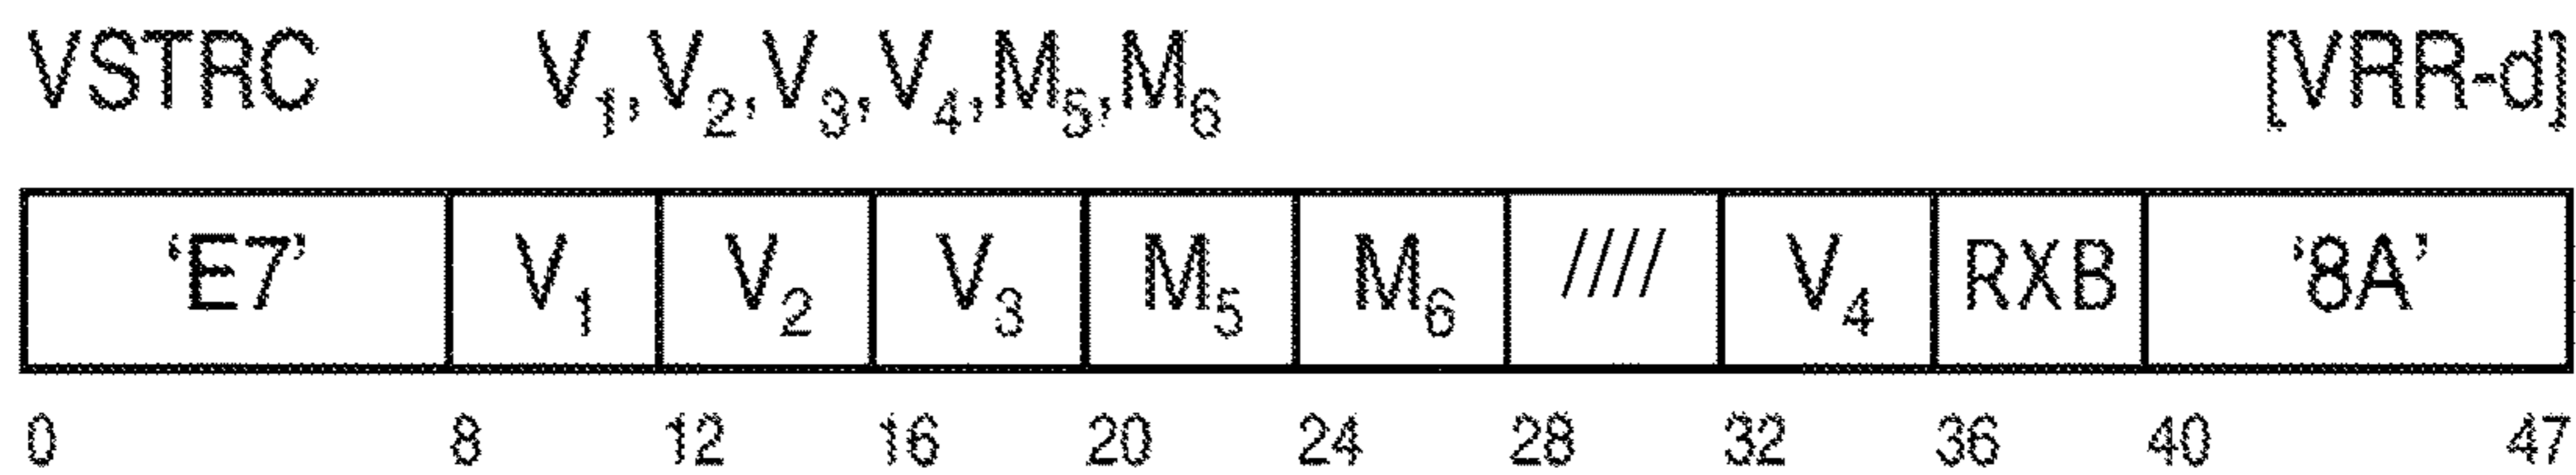 VSTRC V₁,V₂,V₃,V₄,M₅,M₆ [VRR-d]
‘E7’ V₁ V₂ V₃ M₅ M₆ //// V₄ RXB ‘8A’
0 8 12 16 20 24 28 32 36 40 47